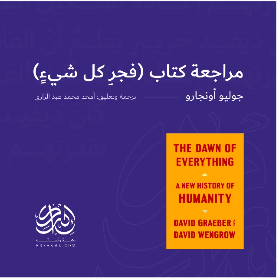 مراجعة كتاب (فجر كل شيءٍ)
جوليو أونجارو
ترجمة وتعليق: أمجد محمد عبد الرازق
THE DAWN OF
EVERYTHING
A NEW HISTORY OF
HUMANITY
DAVID GRAEBER &
DAVID WENGROW